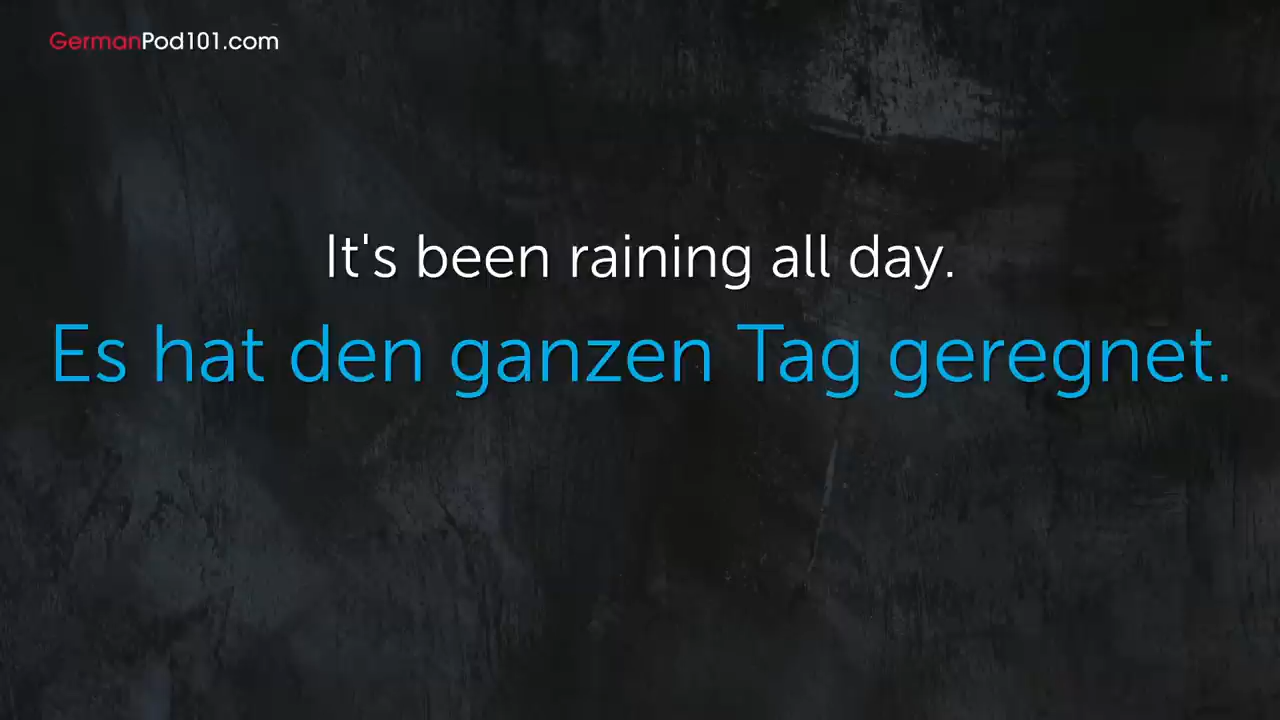 GermanPod101.com
It's been raining all day.
Es hat den ganzen Tag geregnet.